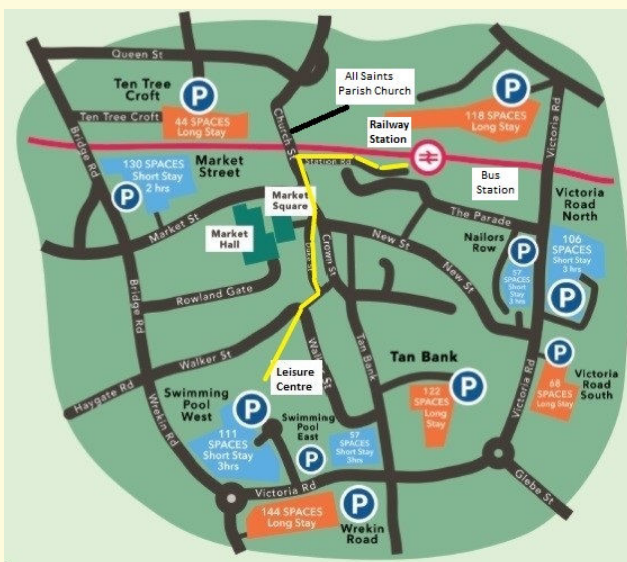 Queen St
Ten Tree
Croft
P
Ten Tree Croft
44 SPACES
Long Stay
Church St
All Saints
Parish Church
P
118 SPACES
Long Stay
Victoria Rd
Bridge Rd
Railway
Station
Station Rd
130 SPACES
Short Stay
2 hrs
P
Market
Street
Bus
Station
Victoria
Road
North
Market
Square
Market St
Market
Hall
The Parade
Nailors
Row
P
57
SPACES
Short
Stay
3 hrs
106
SPACES
Short Stay
3 hrs
P
Crown St
New St
New St
Bridge Rd
Rowland Gate
Walker St
Tan Bank
Tan Bank
P
122
SPACES
Long
Stay
P
Victoria
Road
South
68
SPACES
Long Stay
Victoria Rd
Haygate Rd
Wrekin Rd
Leisure
Centre
Swimming
Pool
West
P
111
SPACES
Short Stay
3hrs
Swimming
Pool
East
P
57
SPACES
Short Stay
3hrs
Victoria Rd
Glebe St
144 SPACES
Long Stay
P
Wrekin
Road